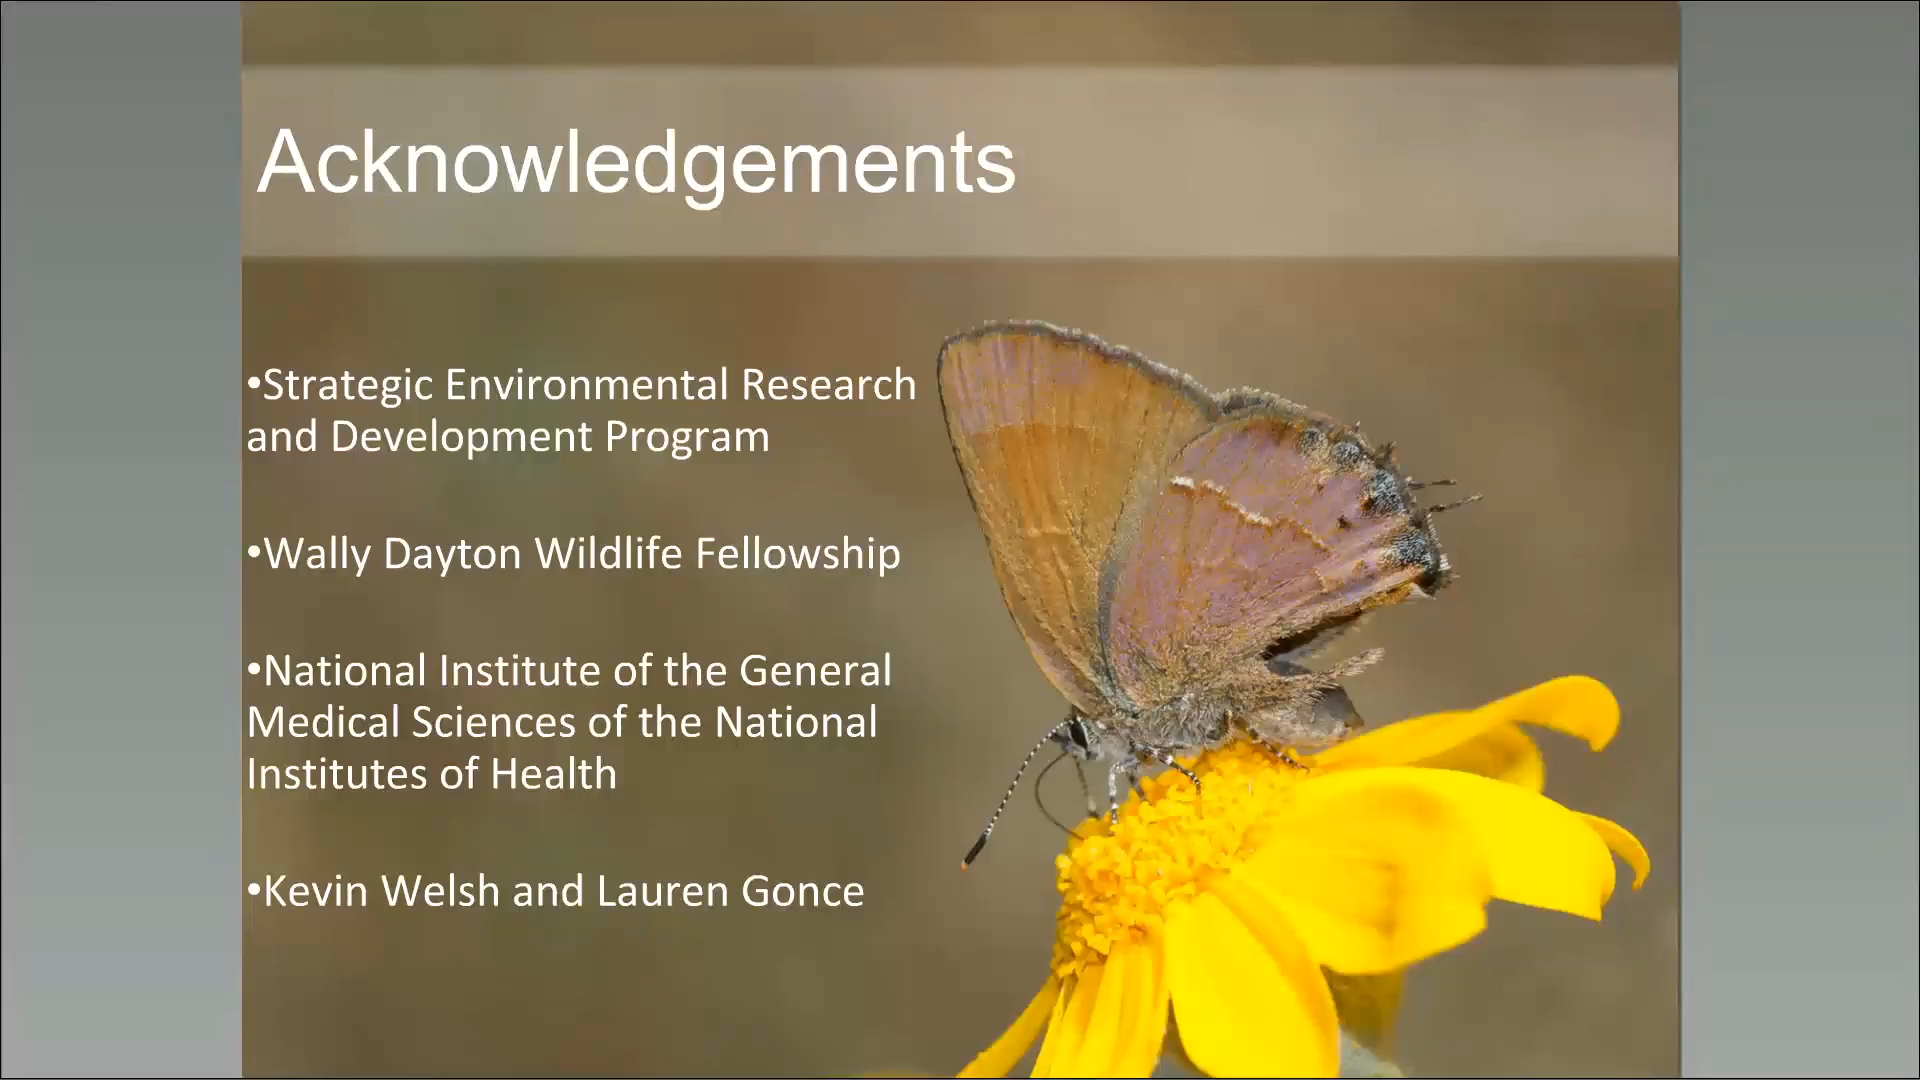 Acknowledgements
•Strategic Environmental Research
and Development Program
•Wally Dayton Wildlife Fellowship
•National Institute of the General
Medical Sciences of the National
Institutes of Health
•Kevin Welsh and Lauren Gonce